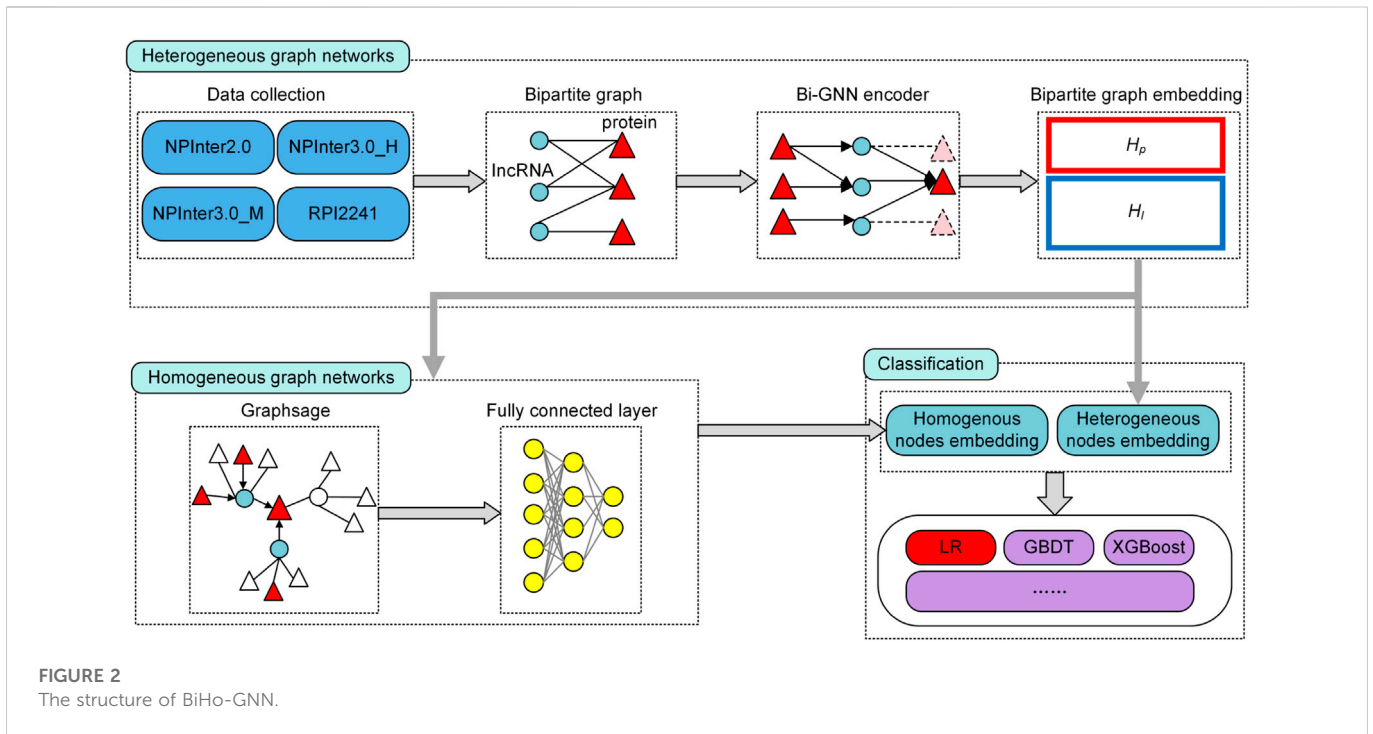 Heterogeneous graph networks
Data collection
Bipartite graph
Bi-GNN encoder
Bipartite graph embedding
NPInter2.0
NPInter3.0_H
NPInter3.0_M
RPI2241
protein
lncRNA
Hp
Hl
Homogeneous graph networks
Graphsage
Fully connected layer
Classification
Homogenous
nodes embedding
Heterogeneous
nodes embedding
LR
GBDT
XGBoost
......
FIGURE 2
The structure of BiHo-GNN.